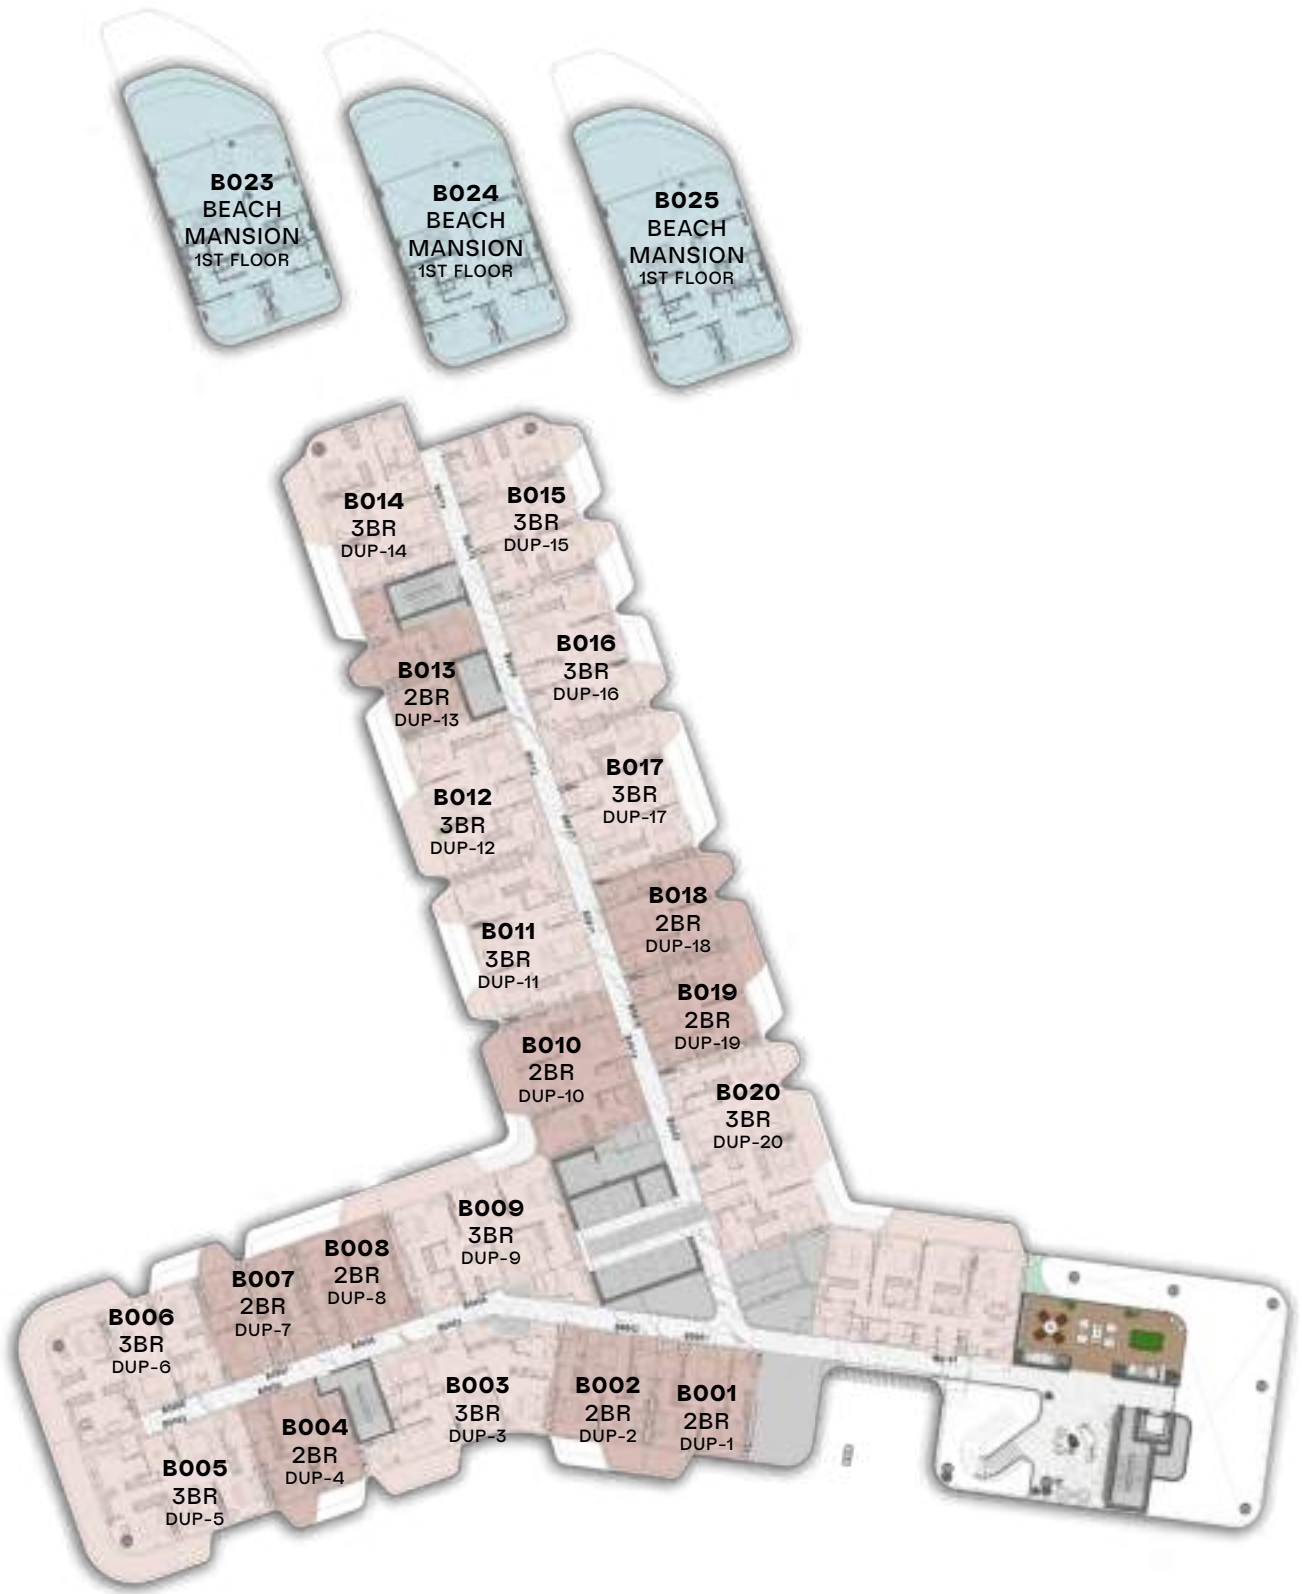 B023
BEACH
MANSION
1ST FLOOR
B024
BEACH
MANSION
1ST FLOOR
B025
BEACH
MANSION
1ST FLOOR
B014
3BR
DUP-14
B015
3BR
DUP-15
B016
3BR
DUP-16
B013
2BR
DUP-13
B017
3BR
DUP-17
B012
3BR
DUP-12
B018
2BR
DUP-18
B011
3BR
DUP-11
B019
2BR
DUP-19
B010
2BR
DUP-10
B020
3BR
DUP-20
B009
3BR
DUP-9
B008
2BR
DUP-8
B007
2BR
DUP-7
B006
3BR
DUP-6
B003
3BR
DUP-3
B002
2BR
DUP-2
B001
2BR
DUP-1
B004
2BR
DUP-4
B005
3BR
DUP-5